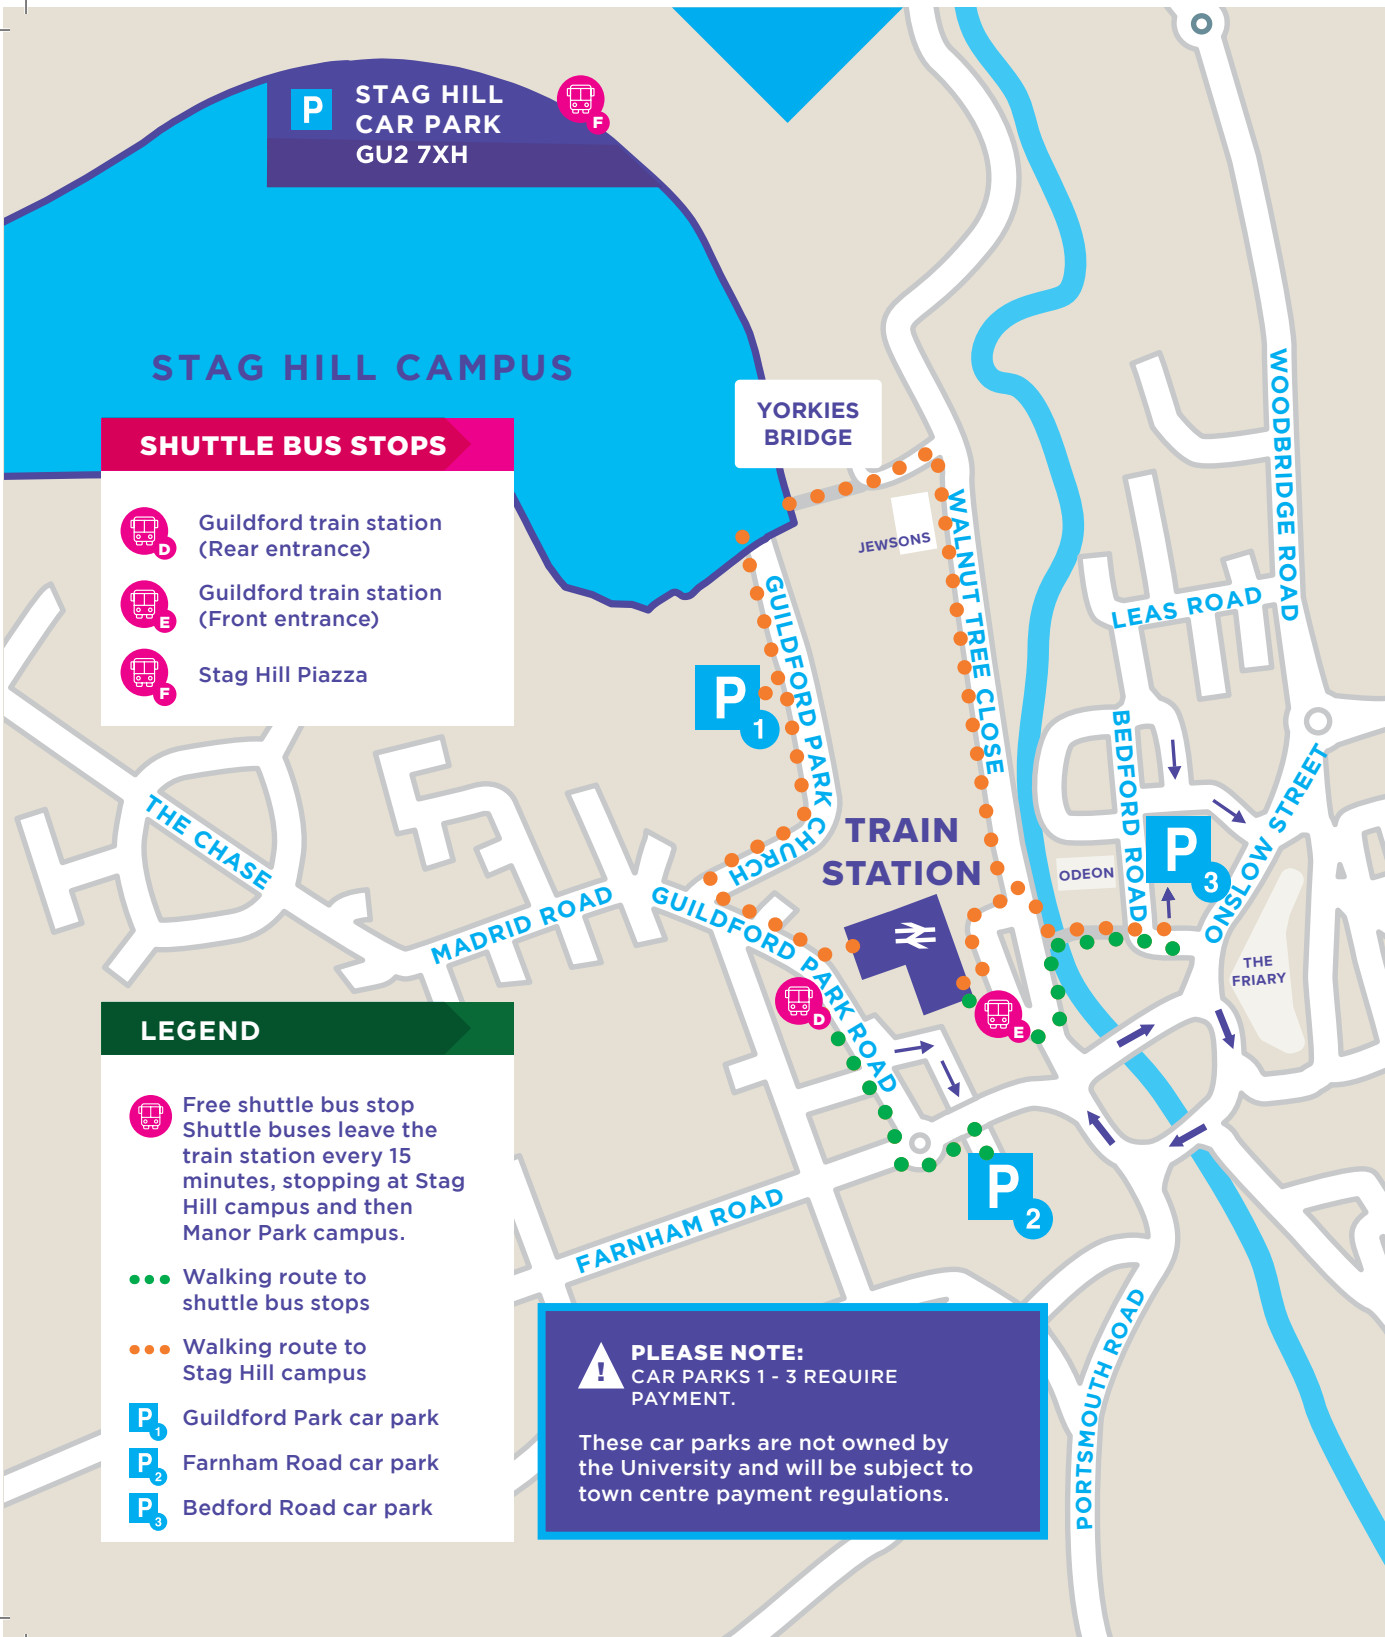 P
STAG HILL
CAR PARK
GU2 7XH
F
STAG HILL CAMPUS
YORKIES
BRIDGE
SHUTTLE BUS STOPS
D
Guildford train station
(Rear entrance)
E
Guildford train station
(Front entrance)
F
Stag Hill Piazza
JEWSONS
WALNUT TREE CLOSE
WOODBRIDGE ROAD
LEAS ROAD
GUILDFORD PARK
CHURCH
P
1
BEDFORD ROAD
ONSLOW STREET
THE CHASE
MADRID ROAD
GUILDFORD PARK ROAD
TRAIN
STATION
ODEON
P
3
THE
FRIARY
D
E
P
2
FARNHAM ROAD
PORTSMOUTH ROAD
LEGEND
Free shuttle bus stop
Shuttle buses leave the
train station every 15
minutes, stopping at Stag
Hill campus and then
Manor Park campus.
Walking route to
shuttle bus stops
Walking route to
Stag Hill campus
P
1
Guildford Park car park
P
2
Farnham Road car park
P
3
Bedford Road car park
!
PLEASE NOTE:
CAR PARKS 1 - 3 REQUIRE
PAYMENT.
These car parks are not owned by
the University and will be subject to
town centre payment regulations.